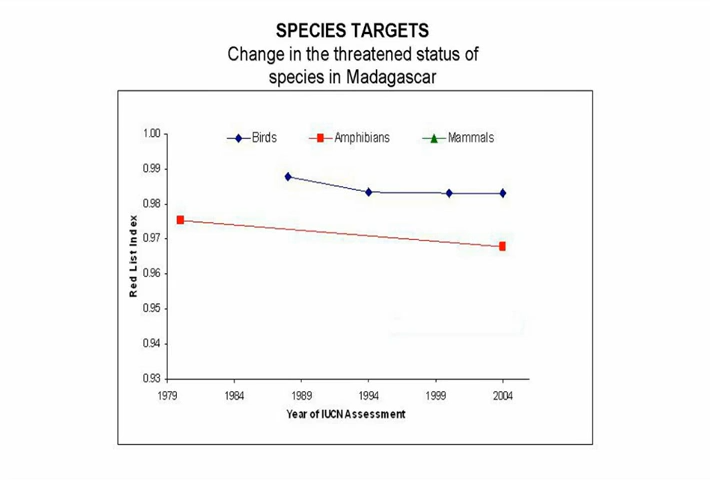 SPECIES TARGETS
Change in the threatened status of
species in Madagascar
Birds Amphibians Mammals
1.00
0.99
0.98
0.97
0.96
0.95
0.94
0.93
Red List Index
1979 1984 1989 1994 1999 2004
Year of IUCN Assessment